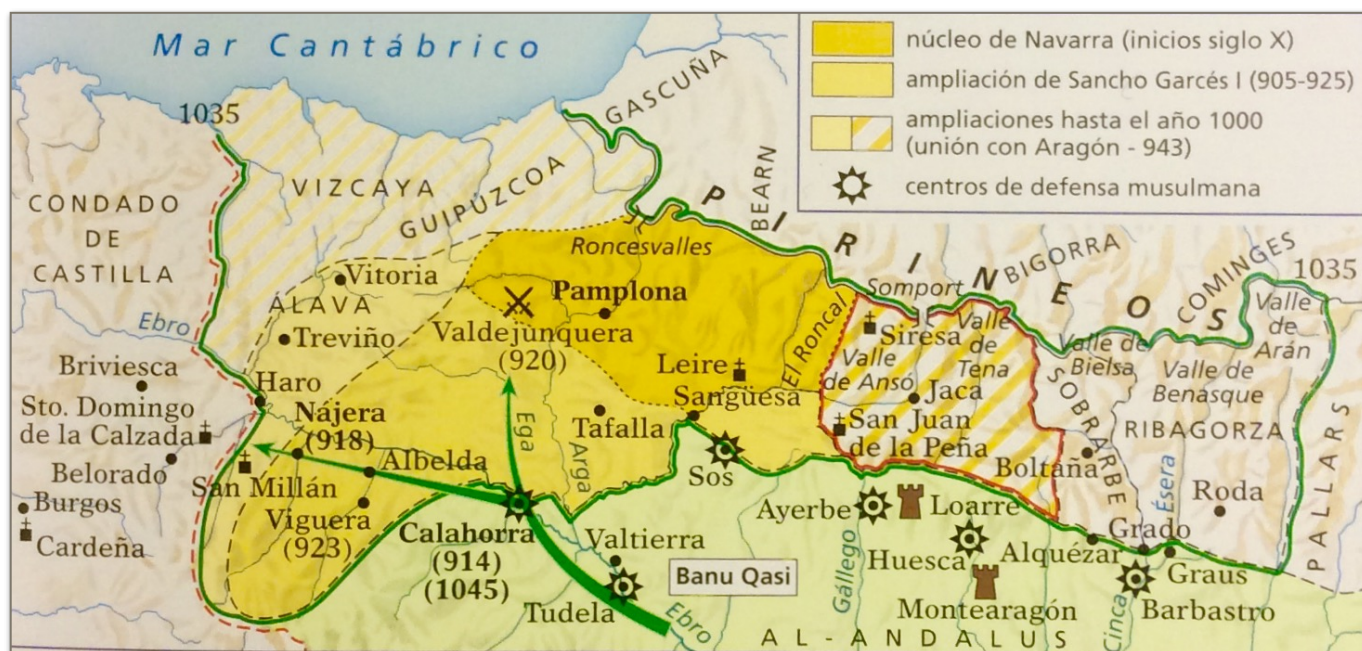 Mar Cantábrico
núcleo de Navarra (inicios siglo X)
ampliación de Sancho Garcés I (905-925)
ampliaciones hasta el año 1000
(unión con Aragón - 943)
centros de defensa musulmana
1035
GASCUÑA
VIZCAYA
GUIPÚZCOA
BEARN
PIRINEOS
BIGORRA
COMINGES
1035
CONDADO
DE
CASTILLA
Roncesvalles
Somport
Valle
de
Arán
Vitoria
ÁLAVA
Pamplona
El Roncal
Siresa
Valle
de
Tena
Valle de
Bielsa
Ebro
Treviño
Valdejunquera
(920)
Valle
de Ansó
Valle de
Benasque
Briviesca
Haro
Leire
Sangüesa
Jaca
SOBRARBE
Sto. Domingo
de la Calzada
Nájera
(918)
Ega
Arga
Tafalla
San Juan
de la Peña
RIBAGORZA
PALLARS
Belorado
Albelda
Sos
Boltaña
Ésera
San Millán
Burgos
Viguera
(923)
Roda
Cardeña
Calahorra
(914)
(1045)
Valtierra
Ayerbe
Loarre
Grado
Huesca
Alquézar
Graus
Banu Qasi
Gállego
Tudela
Ebro
Montearagón
Cinca
Barbastro
AL-ANDALUS